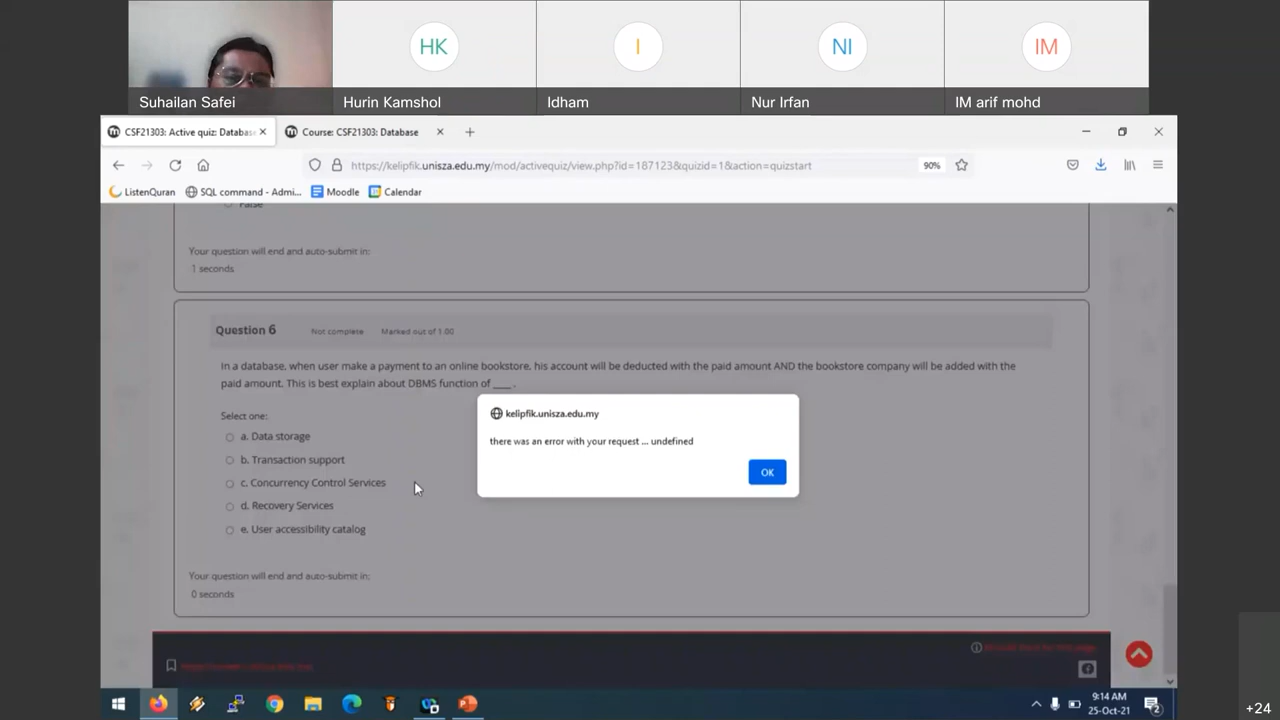 HK
I
NI
IM
Suhailan Safei
Hurin Kamshol
Idham
Nur Irfan
IM arif mohd
CSF21303: Active quiz: Databas
Course: CSF21303: Database
https://kelipfik.unisza.edu.my/mod/activequiz/view.php?id=187123&quizid=1&action=quizstart
90%
ListenQuran
SQL command - Admi...
Moodle
Calendar
False
Your question will end and auto-submit in:
1 seconds
Question 6
Not complete
Marked out of 1.00
In a database, when user make a payment to an online bookstore, his account will be deducted with the paid amount AND the bookstore company will be added with the
paid amount. This is best explain about DBMS function of ____ .
Select one:
a. Data storage
b. Transaction support
c. Concurrency Control Services
d. Recovery Services
e. User accessibility catalog
kelipfik.unisza.edu.my
there was an error with your request ... undefined
OK
Your question will end and auto-submit in:
0 seconds
9:14 AM
25-Oct-21
2
+24